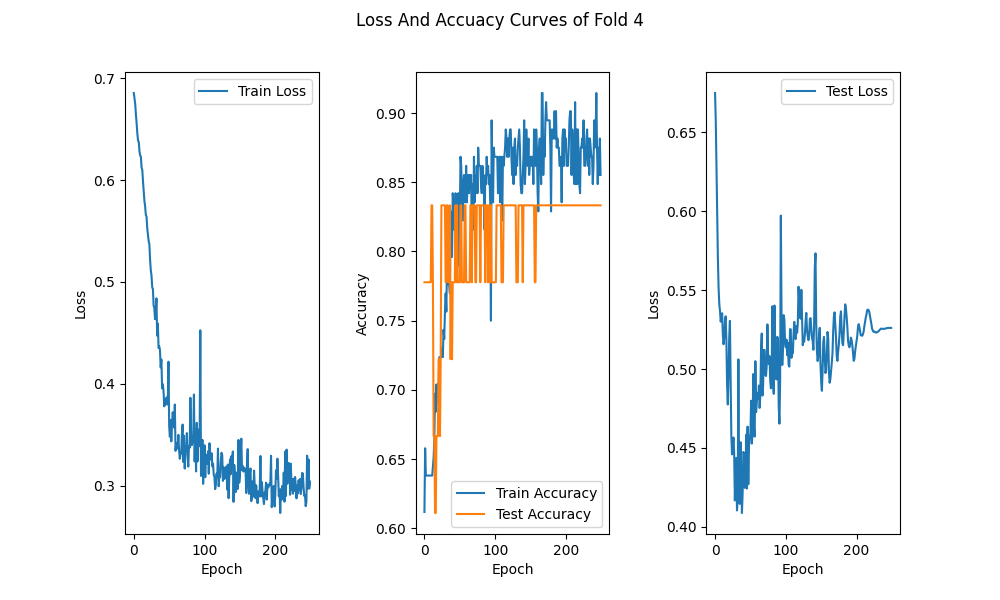 Loss And Accuacy Curves of Fold 4
0.7
0.6
0.5
0.4
0.3
Loss
0
100
200
Epoch
Train Loss
0.90
0.85
0.80
0.75
0.70
0.65
0.60
Accuracy
0
100
200
Epoch
Train Accuracy
Test Accuracy
0.65
0.60
0.55
0.50
0.45
0.40
Loss
0
100
200
Epoch
Test Loss